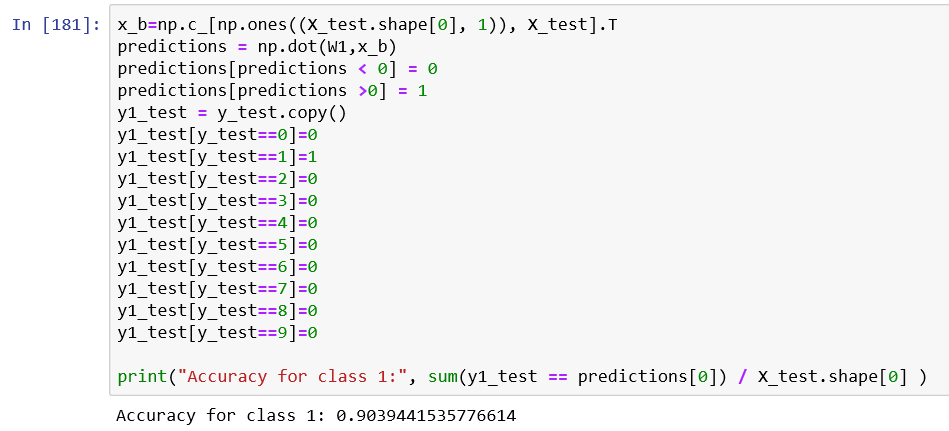 In [181]: x_b=np.c_[np.ones((X_test.shape[0], 1)), X_test].T
predictions = np.dot(W1,x_b)
predictions[predictions < 0] = 0
predictions[predictions >0] = 1
y1_test = y_test.copy()
y1_test[y_test==0]=0
y1_test[y_test==1]=1
y1_test[y_test==2]=0
y1_test[y_test==3]=0
y1_test[y_test==4]=0
y1_test[y_test==5]=0
y1_test[y_test==6]=0
y1_test[y_test==7]=0
y1_test[y_test==8]=0
y1_test[y_test==9]=0
print("Accuracy for class 1:", sum(y1_test == predictions[0]) / X_test.shape[0] )
Accuracy for class 1: 0.9039441535776614